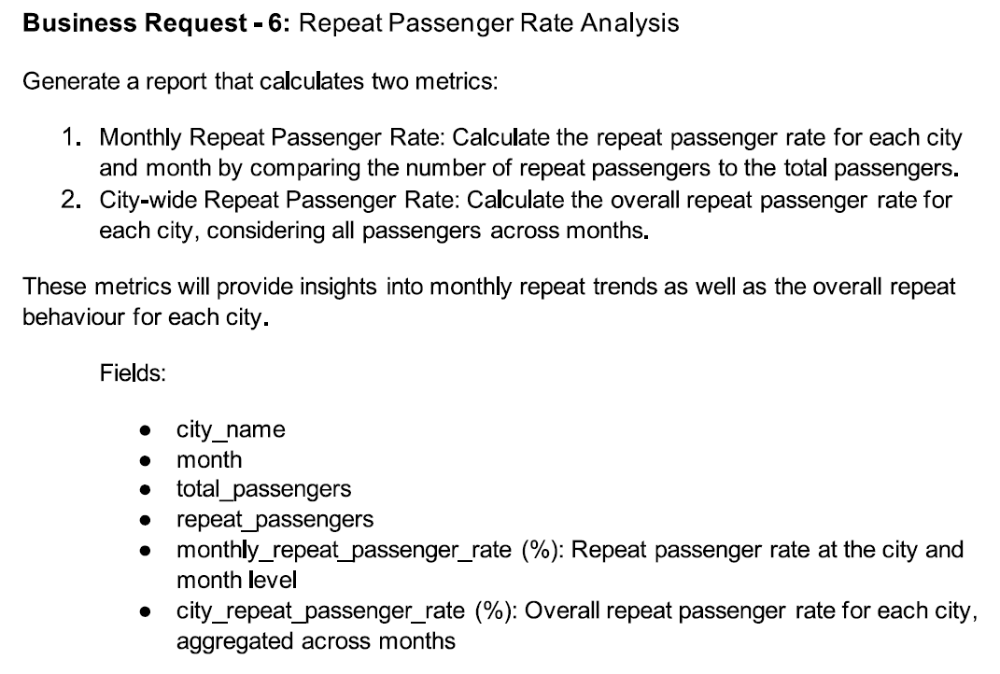 Business Request - 6: Repeat Passenger Rate Analysis
Generate a report that calculates two metrics:
1. Monthly Repeat Passenger Rate: Calculate the repeat passenger rate for each city
and month by comparing the number of repeat passengers to the total passengers.
2. City-wide Repeat Passenger Rate: Calculate the overall repeat passenger rate for
each city, considering all passengers across months.
These metrics will provide insights into monthly repeat trends as well as the overall repeat
behaviour for each city.
Fields:
● city_name
● month
● total_passengers
● repeat_passengers
● monthly_repeat_passenger_rate (%): Repeat passenger rate at the city and
month level
● city_repeat_passenger_rate (%): Overall repeat passenger rate for each city,
aggregated across months